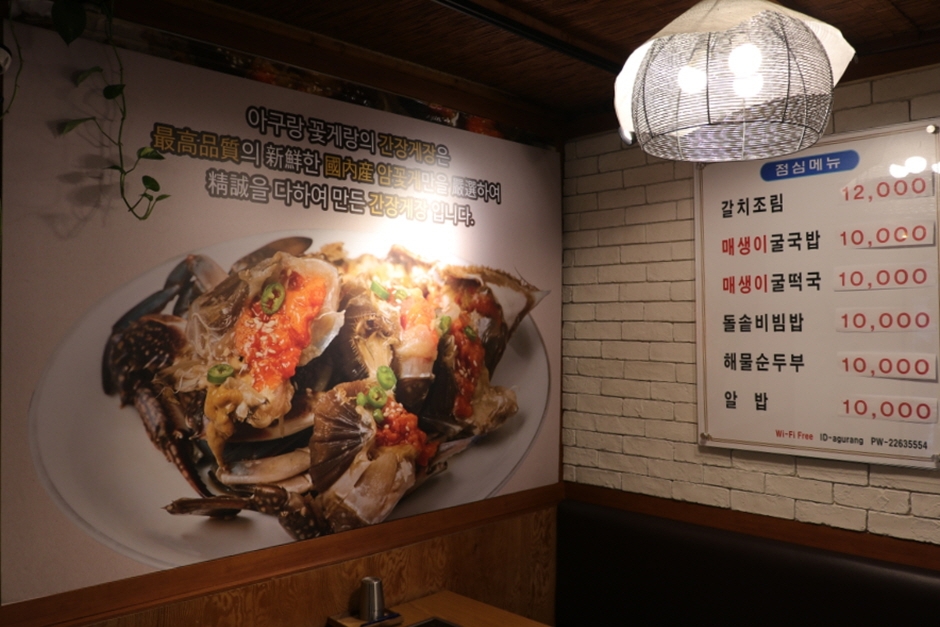 아구랑 꽃게랑의 간장게장은
最高品質의 新鮮한 國內産 암꽃게만을 嚴選하여
精誠을 다하여 만든 간장게장 입니다.
점심메뉴
갈치조림 12,000
매생이굴국밥 10,000
매생이굴떡국 10,000
돌솥비빔밥 10,000
해물순두부 10,000
알 밥 10,000
Wi-Fi Free ID-agurang PW-22635554